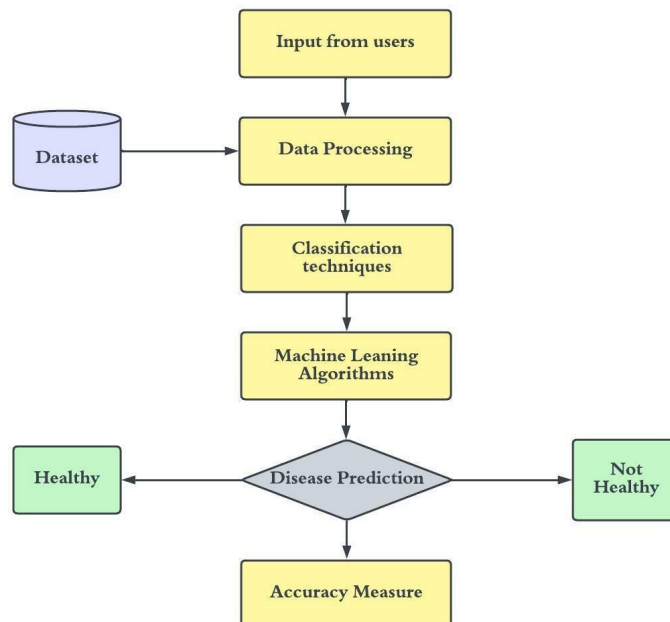 Input from users
Dataset
Data Processing
Classification
techniques
Machine Leaning
Algorithms
Healthy
Disease Prediction
Not
Healthy
Accuracy Measure